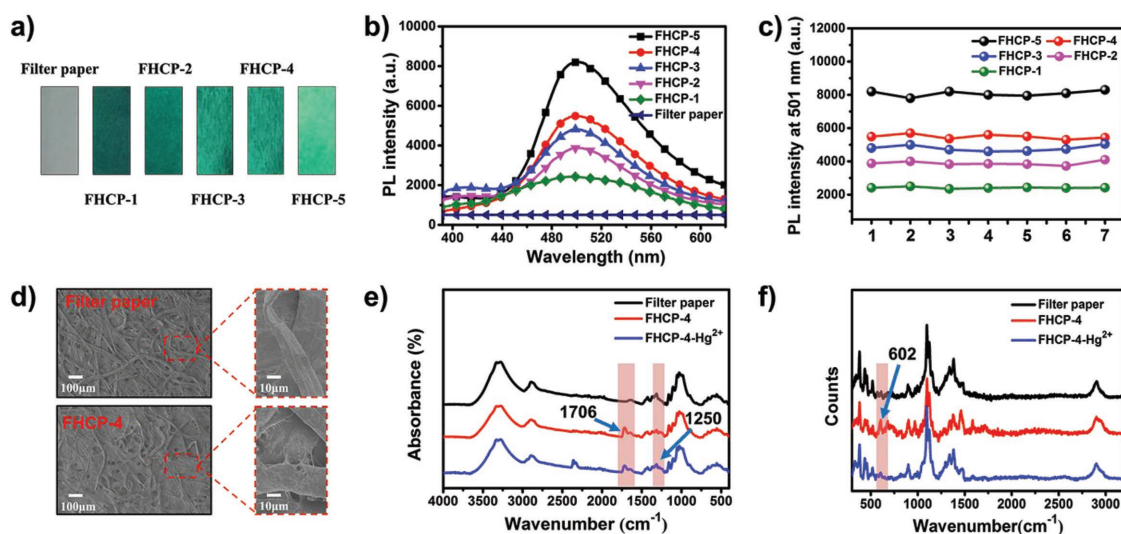 a)
Filter paper
FHCP-2
FHCP-4
FHCP-1
FHCP-3
FHCP-5
b)
PL intensity (a.u.)
10000
8000
6000
4000
2000
0
400
440
480
520
560
600
Wavelength (nm)
FHCP-5
FHCP-4
FHCP-3
FHCP-2
FHCP-1
Filter paper
c)
PL intensity at 501 nm (a.u.)
12000
10000
8000
6000
4000
2000
1
2
3
4
5
6
7
FHCP-5
FHCP-4
FHCP-3
FHCP-2
FHCP-1
d)
Filter paper
100μm
10μm
FHCP-4
100μm
10μm
e)
Absorbance (%)
Filter paper
FHCP-4
FHCP-4-Hg²⁺
1706
1250
4000
3500
3000
2500
2000
1500
1000
500
Wavenumber (cm⁻¹)
f)
Counts
Filter paper
FHCP-4
FHCP-4-Hg²⁺
602
500
1000
1500
2000
2500
3000
Wavenumber(cm⁻¹)